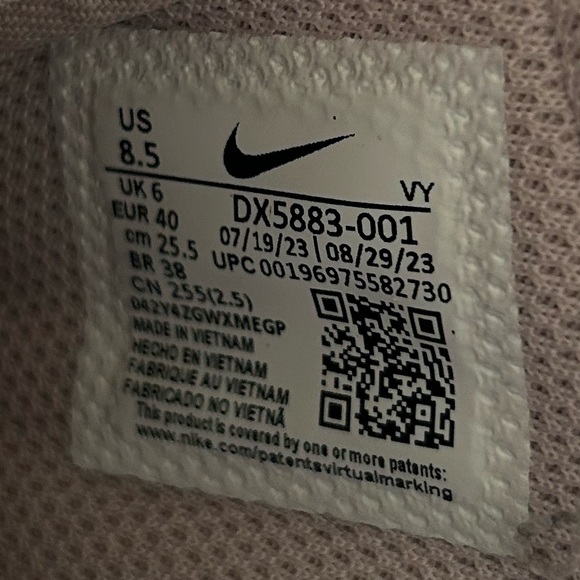 US
8.5
VY
UK 6
EUR 40
cm 25.5
BR 38
CN 255(2.5)
DX5883-001
07/19/23 \ 08/29/23
UPC 00196975582730
042Y4ZGWXMEGP
MADE IN VIETNAM
HECHO EN VIETNAM
FABRIQUE AU VIETNAM
FABRICADO NO VIETNÃ
This product is covered by one or more patents:
www.nike.com/patentsvirtualmarking